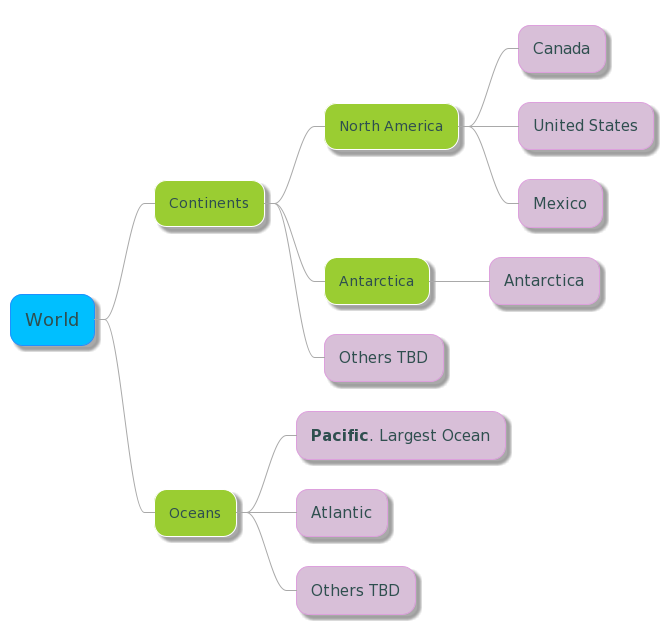 World
Continents
North America
Canada
United States
Mexico
Antarctica
Antarctica
Others TBD
Oceans
Pacific. Largest Ocean
Atlantic
Others TBD